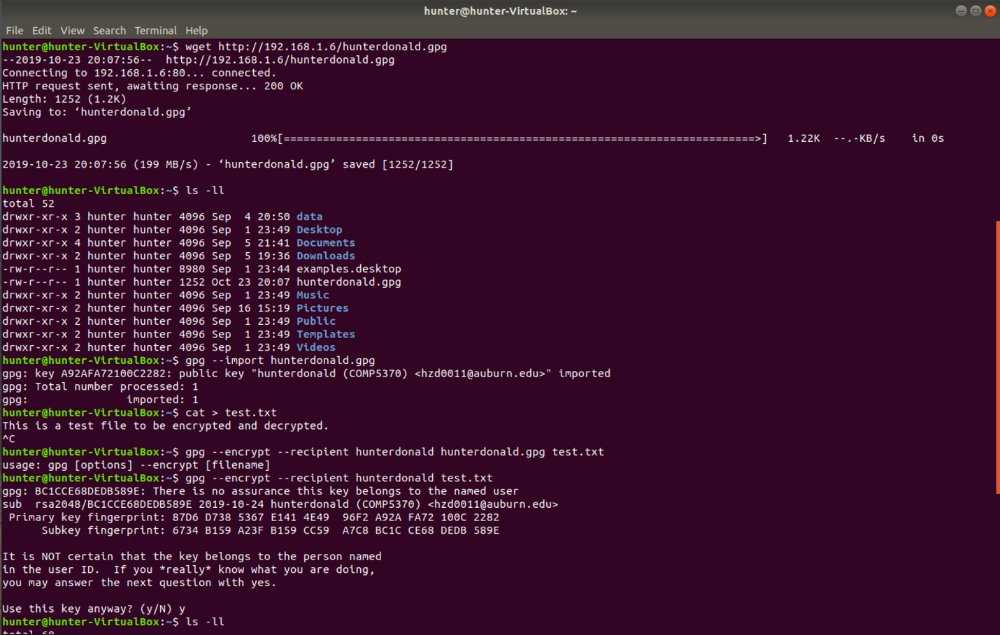 hunter@hunter-VirtualBox: ~
File Edit View Search Terminal Help
hunter@hunter-VirtualBox:~$ wget http://192.168.1.6/hunterdonald.gpg
--2019-10-23 20:07:56--  http://192.168.1.6/hunterdonald.gpg
Connecting to 192.168.1.6:80... connected.
HTTP request sent, awaiting response... 200 OK
Length: 1252 (1.2K)
Saving to: ‘hunterdonald.gpg’
hunterdonald.gpg 100%[========================================================================>] 1.22K --.-KB/s in 0s
2019-10-23 20:07:56 (199 MB/s) - ‘hunterdonald.gpg’ saved [1252/1252]
hunter@hunter-VirtualBox:~$ ls -ll
total 52
drwxr-xr-x 3 hunter hunter 4096 Sep  4 20:50 data
drwxr-xr-x 2 hunter hunter 4096 Sep  1 23:49 Desktop
drwxr-xr-x 4 hunter hunter 4096 Sep  5 21:41 Documents
drwxr-xr-x 2 hunter hunter 4096 Sep  5 19:36 Downloads
-rw-r--r-- 1 hunter hunter 8980 Sep  1 23:44 examples.desktop
-rw-r--r-- 1 hunter hunter 1252 Oct 23 20:07 hunterdonald.gpg
drwxr-xr-x 2 hunter hunter 4096 Sep  1 23:49 Music
drwxr-xr-x 2 hunter hunter 4096 Sep 16 15:19 Pictures
drwxr-xr-x 2 hunter hunter 4096 Sep  1 23:49 Public
drwxr-xr-x 2 hunter hunter 4096 Sep  1 23:49 Templates
drwxr-xr-x 2 hunter hunter 4096 Sep  1 23:49 Videos
hunter@hunter-VirtualBox:~$ gpg --import hunterdonald.gpg
gpg: key A92AFA72100C2282: public key "hunterdonald (COMP5370) <hzd0011@auburn.edu>" imported
gpg: Total number processed: 1
gpg:               imported: 1
hunter@hunter-VirtualBox:~$ cat > test.txt
This is a test file to be encrypted and decrypted.
^C
hunter@hunter-VirtualBox:~$ gpg --encrypt --recipient hunterdonald hunterdonald.gpg test.txt
usage: gpg [options] --encrypt [filename]
hunter@hunter-VirtualBox:~$ gpg --encrypt --recipient hunterdonald test.txt
gpg: BC1CCE68DEDB589E: There is no assurance this key belongs to the named user
sub  rsa2048/BC1CCE68DEDB589E 2019-10-24 hunterdonald (COMP5370) <hzd0011@auburn.edu>
 Primary key fingerprint: 87D6 D738 5367 E141 4E49  96F2 A92A FA72 100C 2282
      Subkey fingerprint: 6734 B159 A23F B159 CC59  A7C8 BC1C CE68 DEDB 589E
It is NOT certain that the key belongs to the person named
in the user ID.  If you *really* know what you are doing,
you may answer the next question with yes.
Use this key anyway? (y/N) y
hunter@hunter-VirtualBox:~$ ls -ll
total 60